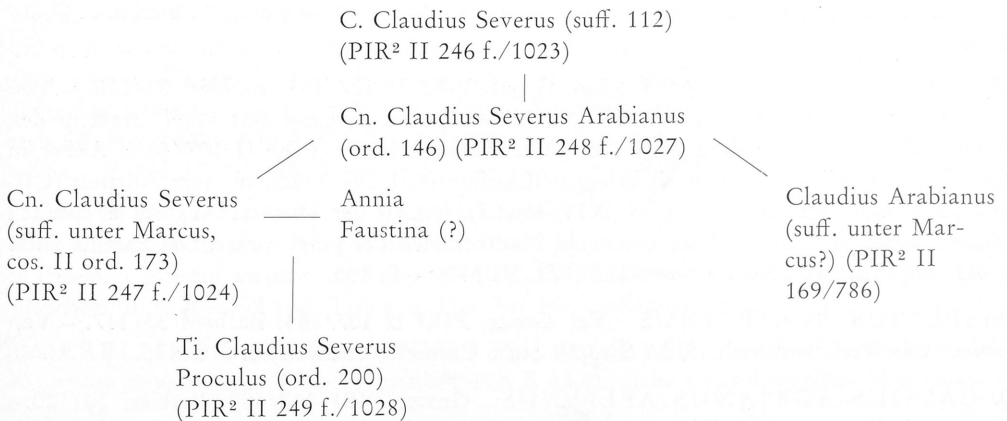 C. Claudius Severus (suff. 112)
(PIR² II 246 f./1023)
Cn. Claudius Severus Arabianus
(ord. 146) (PIR² II 248 f./1027)
Cn. Claudius Severus
(suff. unter Marcus,
cos. II ord. 173)
(PIR² II 247 f./1024)
Annia
Faustina (?)
Claudius Arabianus
(suff. unter Mar-
cus?) (PIR² II
169/786)
Ti. Claudius Severus
Proculus (ord. 200)
(PIR² II 249 f./1028)